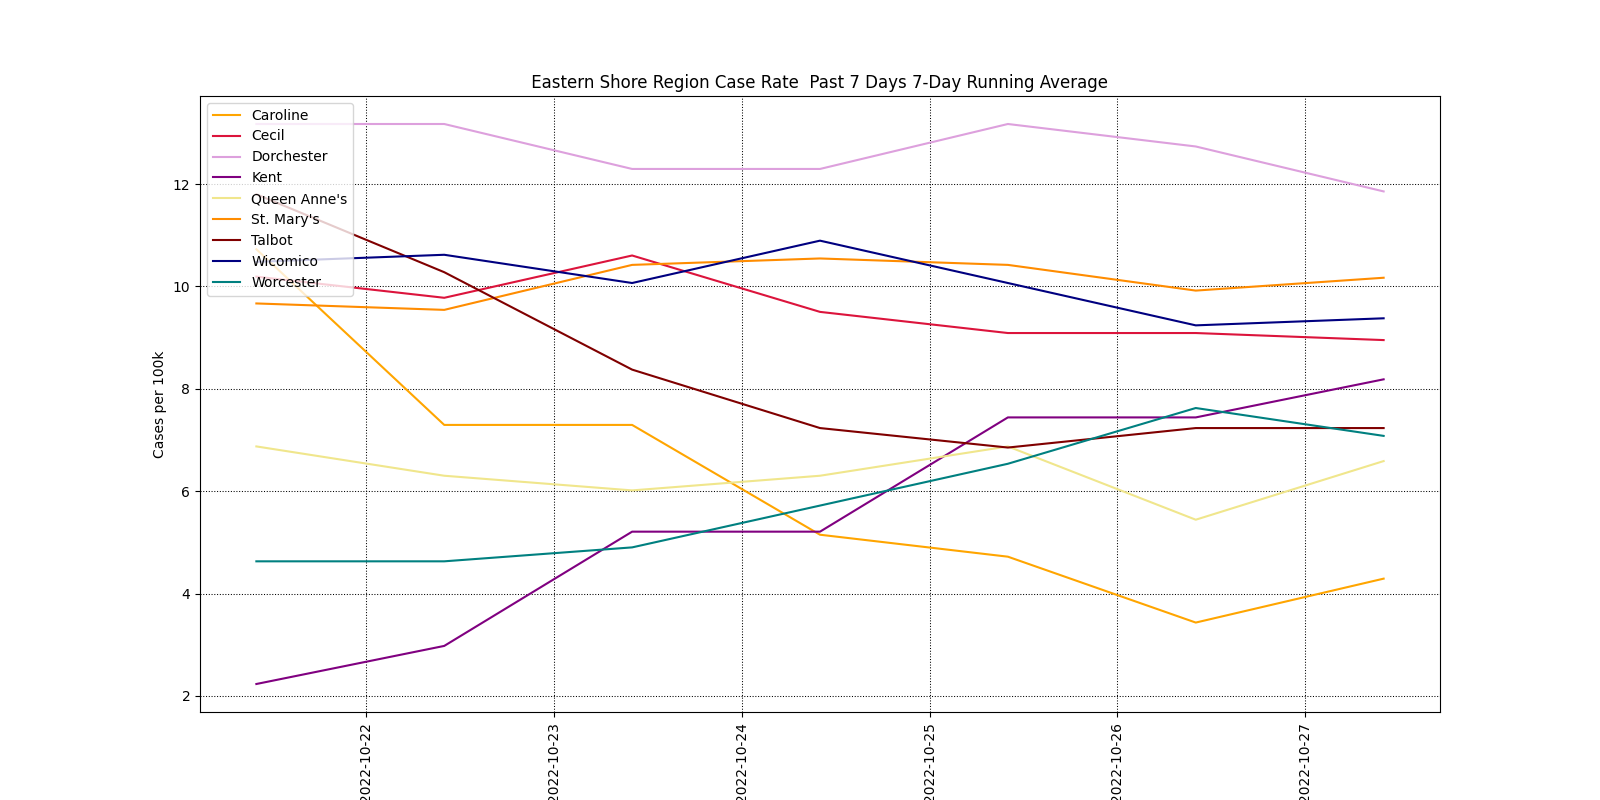 Eastern Shore Region Case Rate  Past 7 Days 7-Day Running Average
Caroline
Cecil
Dorchester
Kent
Queen Anne's
St. Mary's
Talbot
Wicomico
Worcester
Cases per 100k
12
10
8
6
4
2
2022-10-22
2022-10-23
2022-10-24
2022-10-25
2022-10-26
2022-10-27